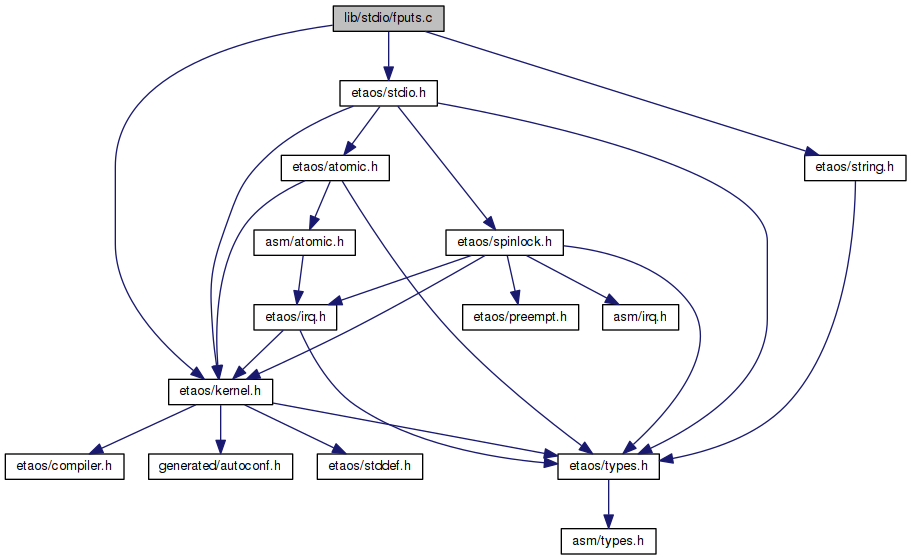 lib/stdio/fputs.c
etaos/stdio.h
etaos/atomic.h
etaos/string.h
asm/atomic.h
etaos/spinlock.h
etaos/irq.h
etaos/preempt.h
asm/irq.h
etaos/kernel.h
etaos/compiler.h
generated/autoconf.h
etaos/stddef.h
etaos/types.h
asm/types.h